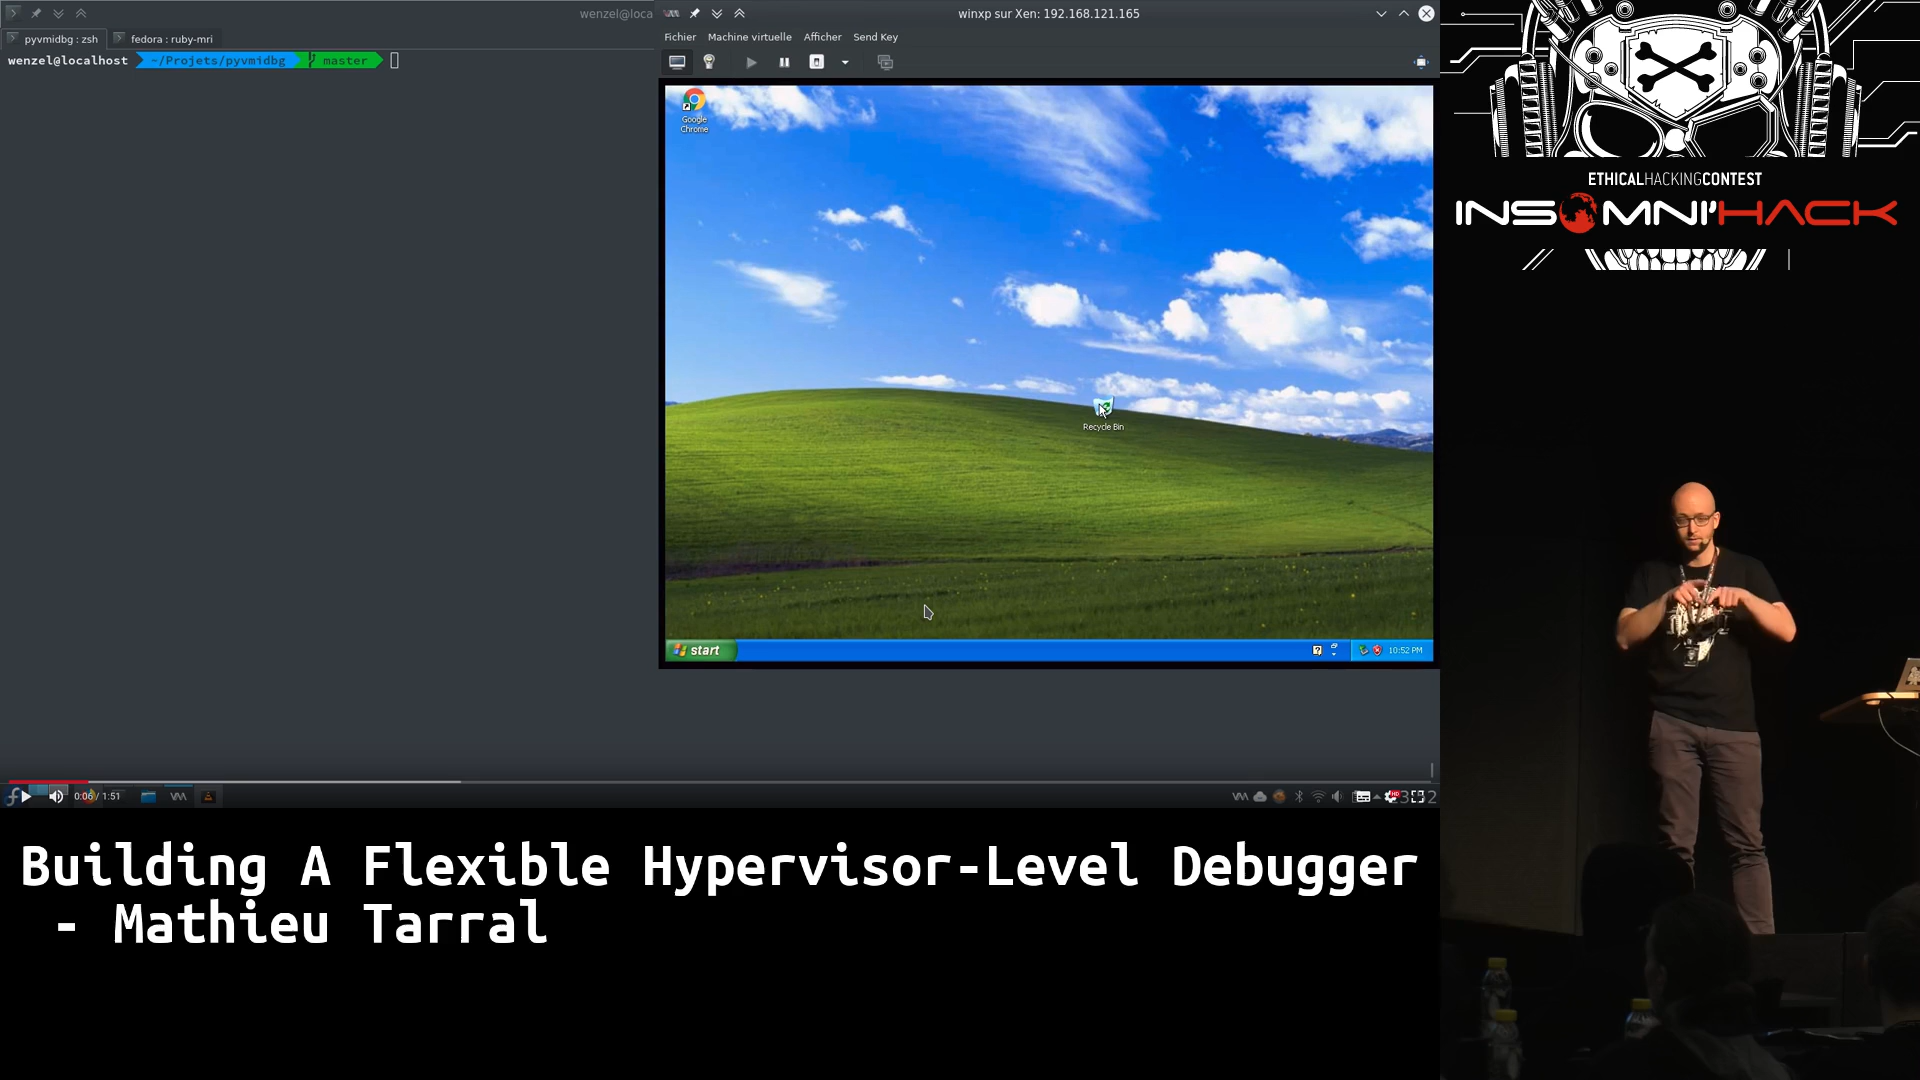 wenzel@loca
winxp sur Xen: 192.168.121.165
pyvmidbg : zsh
fedora : ruby-mri
Fichier Machine virtuelle Afficher Send Key
wenzel@localhost ~/Projets/pyvmidbg master
Google
Chrome
Recycle Bin
start
10:52 PM
0:06 / 1:51
ETHICALHACKINGCONTEST
INSOMNI'HACK
Building A Flexible Hypervisor-Level Debugger
- Mathieu Tarral